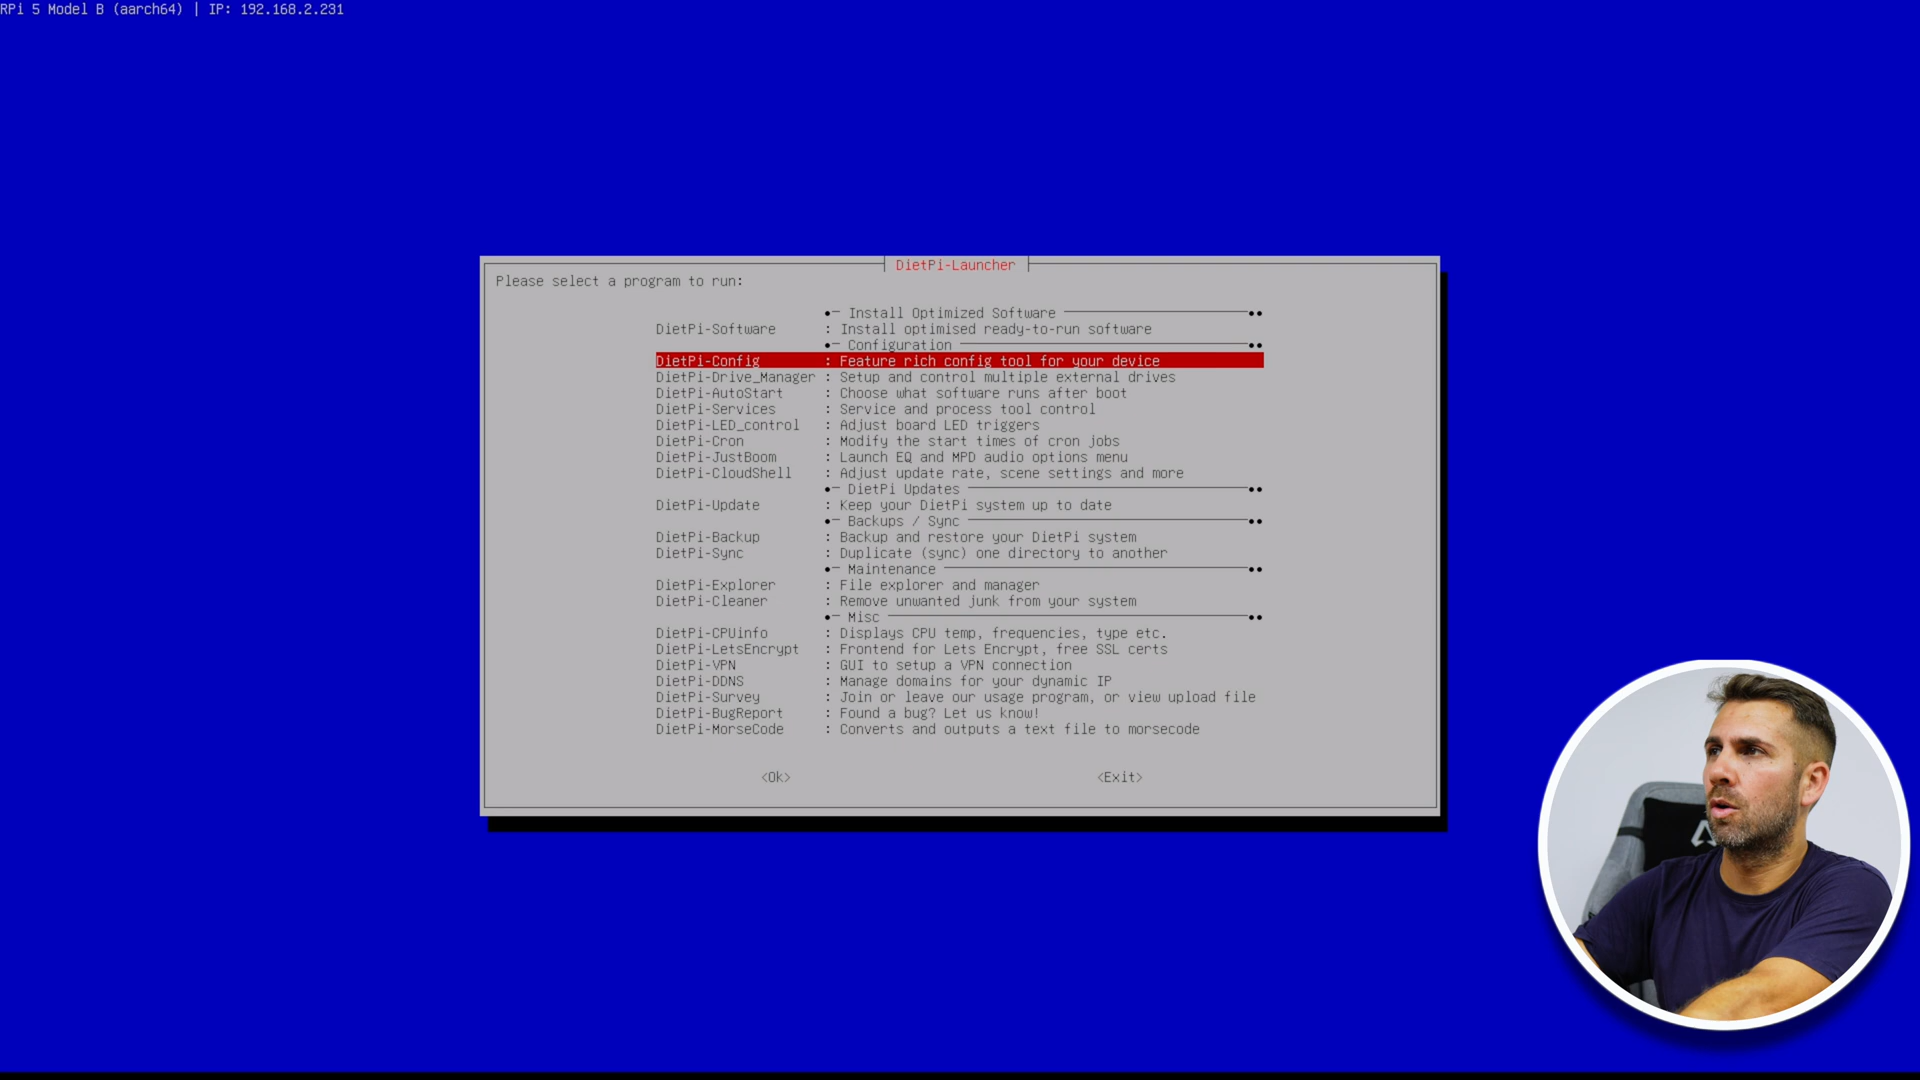 RPi 5 Model B (aarch64) | IP: 192.168.2.231
DietPi-Launcher
Please select a program to run:
●─ Install Optimized Software ─●●
DietPi-Software : Install optimised ready-to-run software
●─ Configuration ─●●
DietPi-Config : Feature rich config tool for your device
DietPi-Drive_Manager : Setup and control multiple external drives
DietPi-AutoStart : Choose what software runs after boot
DietPi-Services : Service and process tool control
DietPi-LED_control : Adjust board LED triggers
DietPi-Cron : Modify the start times of cron jobs
DietPi-JustBoom : Launch EQ and MPD audio options menu
DietPi-CloudShell : Adjust update rate, scene settings and more
●─ DietPi Updates ─●●
DietPi-Update : Keep your DietPi system up to date
●─ Backups / Sync ─●●
DietPi-Backup : Backup and restore your DietPi system
DietPi-Sync : Duplicate (sync) one directory to another
●─ Maintenance ─●●
DietPi-Explorer : File explorer and manager
DietPi-Cleaner : Remove unwanted junk from your system
●─ Misc ─●●
DietPi-CPUinfo : Displays CPU temp, frequencies, type etc.
DietPi-LetsEncrypt : Frontend for Lets Encrypt, free SSL certs
DietPi-VPN : GUI to setup a VPN connection
DietPi-DDNS : Manage domains for your dynamic IP
DietPi-Survey : Join or leave our usage program, or view upload file
DietPi-BugReport : Found a bug? Let us know!
DietPi-MorseCode : Converts and outputs a text file to morsecode
<Ok> <Exit>